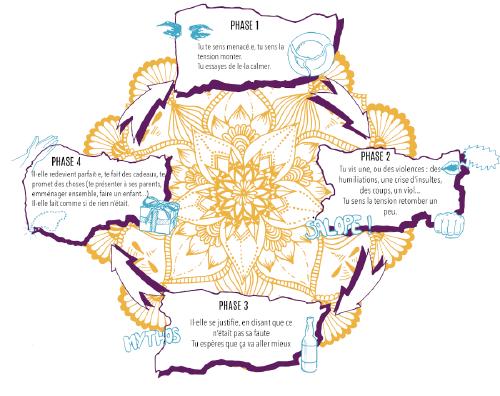 PHASE 1
Tu te sens menacé.e, tu sens la
tension monter.
Tu essayes de le·la calmer.
PHASE 2
Tu vis une, ou des violences : des
humiliations, une crise d'insultes,
des coups, un viol...
Tu sens la tension retomber un
peu.
SALOPE !
PHASE 3
Il·elle se justifie, en disant que ce
n'était pas sa faute
Tu espères que ça va aller mieux
MYTHOS
PHASE 4
Il·elle redevient parfait·e, te fait des cadeaux, te
promet des choses (te présenter à ses parents,
emménager ensemble, faire un enfant...)
Il·elle fait comme si de rien n'était.